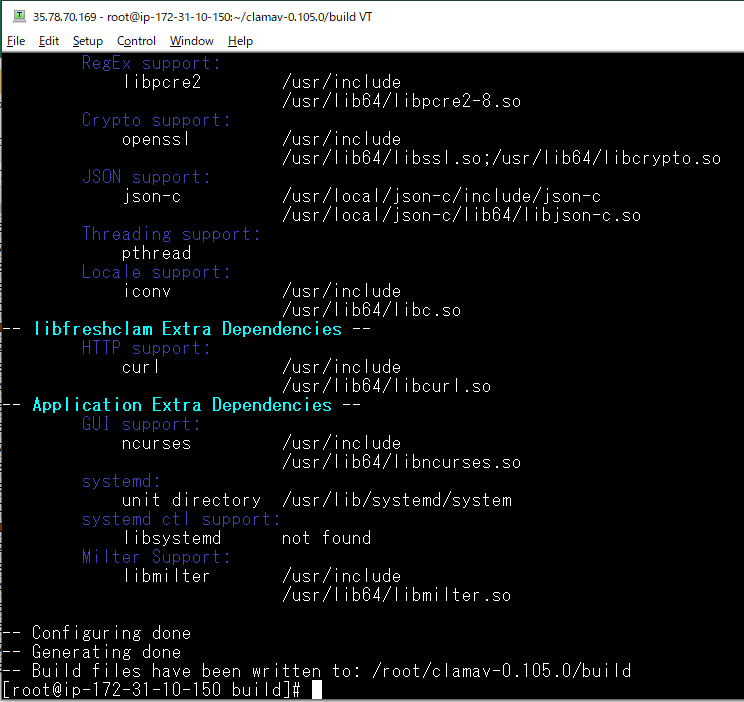 35.78.70.169 - root@ip-172-31-10-150:~/clamav-0.105.0/build VT
File Edit Setup Control Window Help
RegEx support:
libpcre2 /usr/include
/usr/lib64/libpcre2-8.so
Crypto support:
openssl /usr/include
/usr/lib64/libssl.so;/usr/lib64/libcrypto.so
JSON support:
json-c /usr/local/json-c/include/json-c
/usr/local/json-c/lib64/libjson-c.so
Threading support:
pthread
Locale support:
iconv /usr/include
/usr/lib64/libc.so
-- libfreshclam Extra Dependencies --
HTTP support:
curl /usr/include
/usr/lib64/libcurl.so
-- Application Extra Dependencies --
GUI support:
ncurses /usr/include
/usr/lib64/libncurses.so
systemd:
unit directory /usr/lib/systemd/system
systemd ctl support:
libsystemd not found
Milter Support:
libmilter /usr/include
/usr/lib64/libmilter.so
-- Configuring done
-- Generating done
-- Build files have been written to: /root/clamav-0.105.0/build
[root@ip-172-31-10-150 build]#